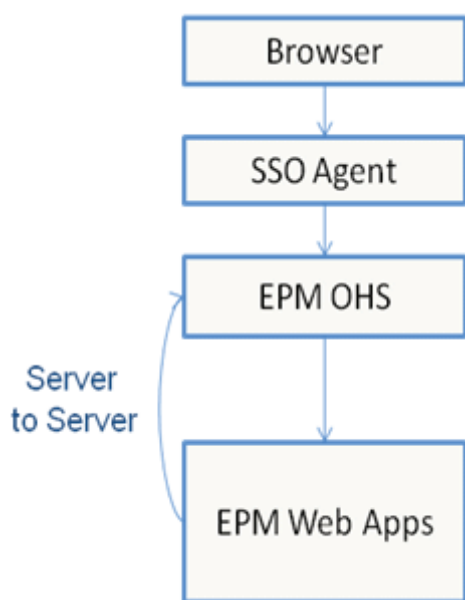 Browser
SSO Agent
EPM OHS
Server
to Server
EPM Web Apps